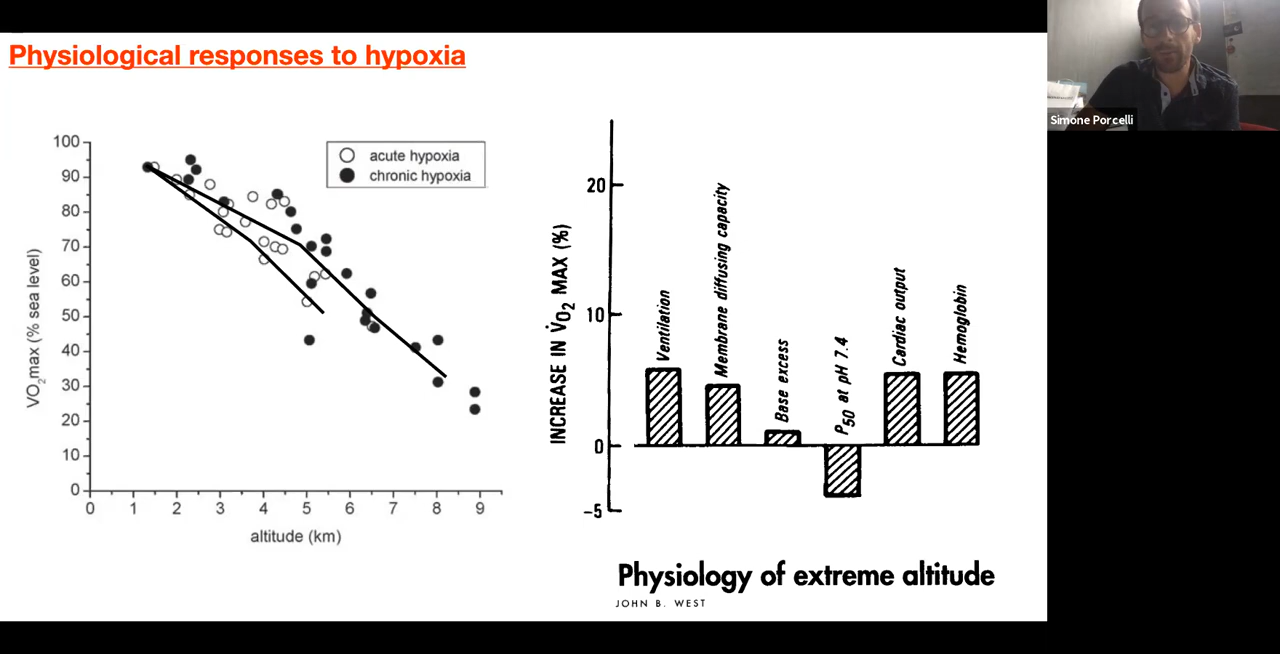 Physiological responses to hypoxia
Simone Porcelli
100
90
80
70
60
50
40
30
20
10
0
0 1 2 3 4 5 6 7 8 9
VO2max (% sea level)
altitude (km)
acute hypoxia
chronic hypoxia
20
10
0
–5
INCREASE IN V̇O2 MAX (%)
Ventilation
Membrane diffusing capacity
Base excess
P50 at pH 7.4
Cardiac output
Hemoglobin
Physiology of extreme altitude
JOHN B. WEST